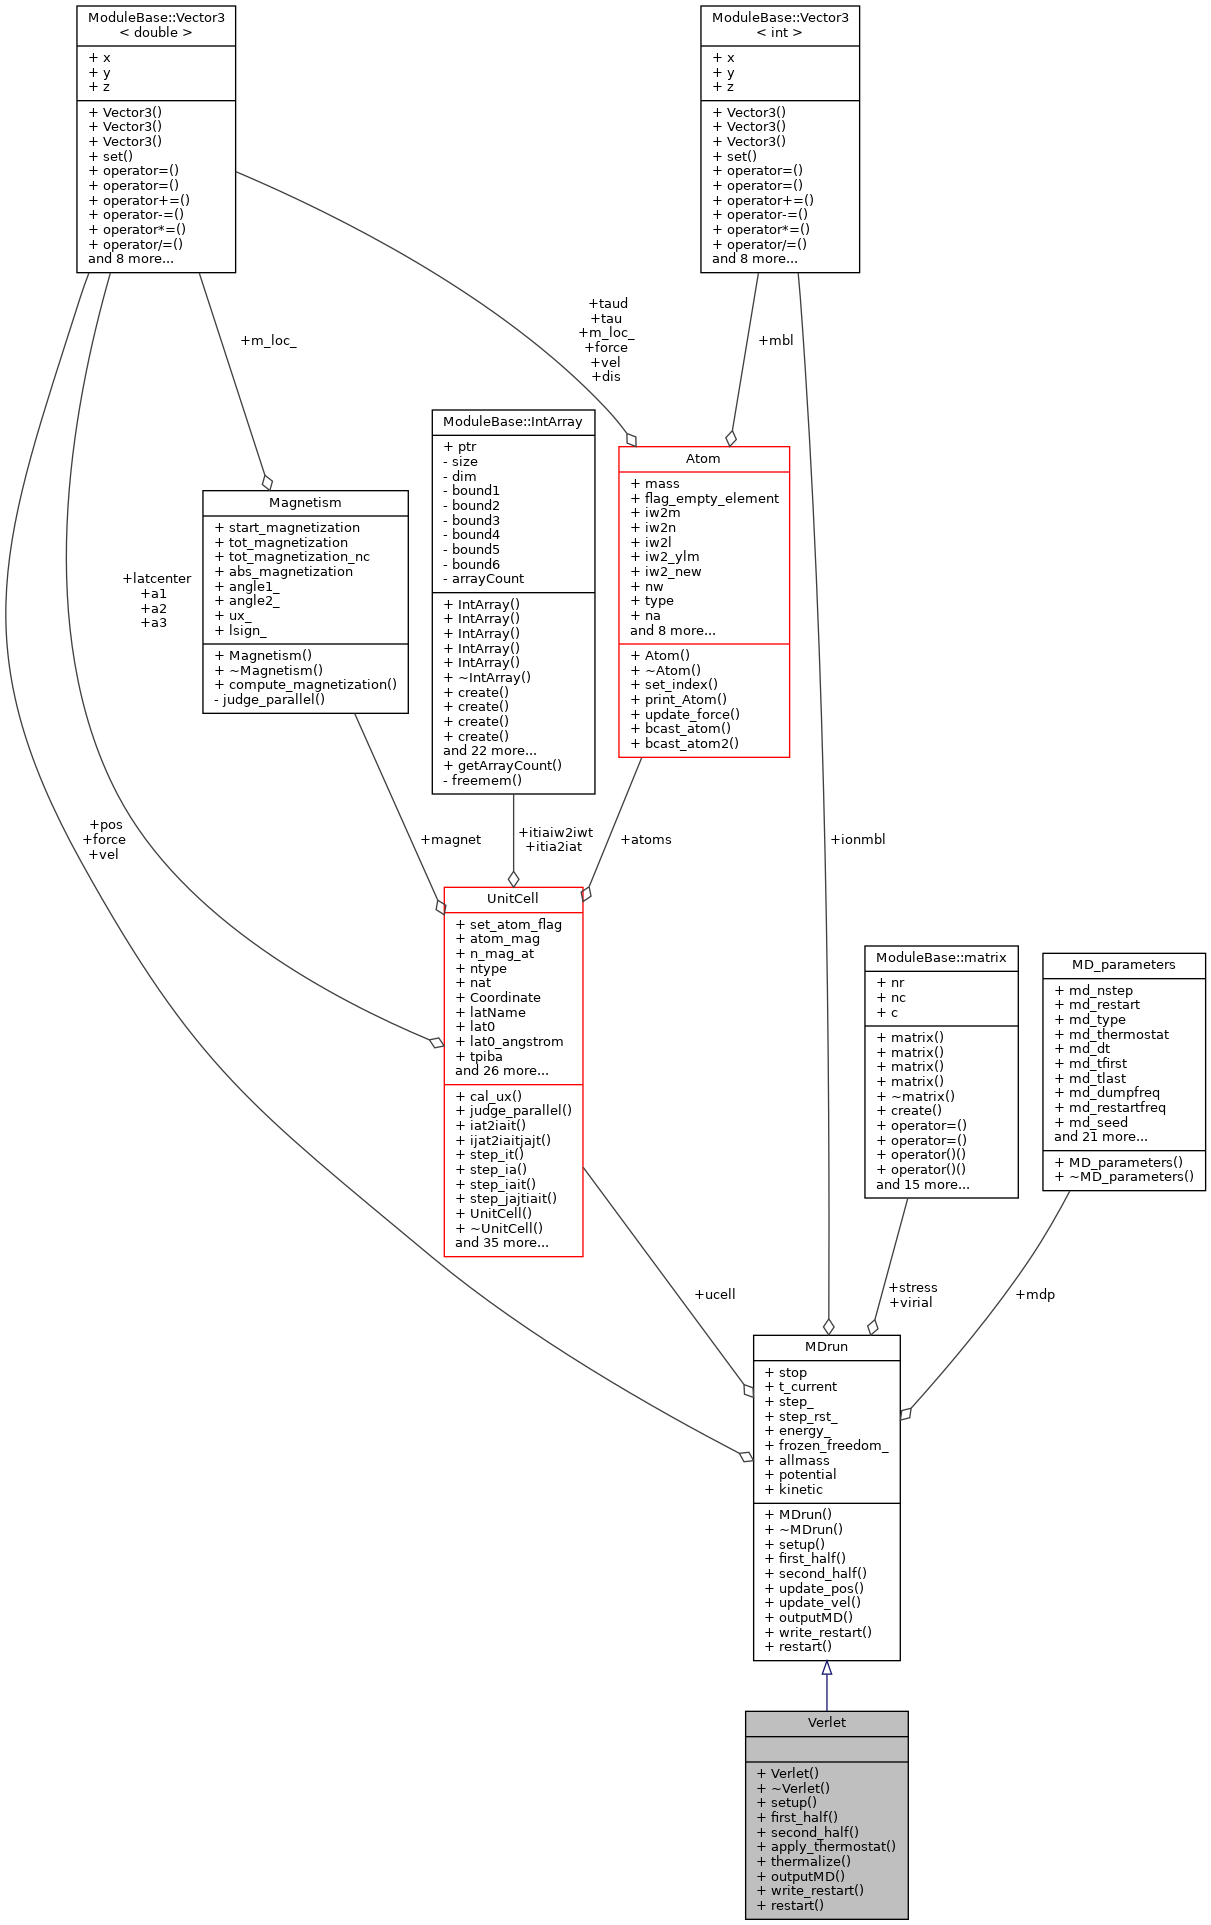 ModuleBase::Vector3
< double >
+ x
+ y
+ z
+ Vector3()
+ Vector3()
+ Vector3()
+ set()
+ operator=()
+ operator=()
+ operator+=()
+ operator-=()
+ operator*=()
+ operator/=()
and 8 more...
ModuleBase::Vector3
< int >
+ x
+ y
+ z
+ Vector3()
+ Vector3()
+ Vector3()
+ set()
+ operator=()
+ operator=()
+ operator+=()
+ operator-=()
+ operator*=()
+ operator/=()
and 8 more...
+m_loc_
+taud
+tau
+m_loc_
+force
+vel
+dis
+mbl
ModuleBase::IntArray
+ ptr
- size
- dim
- bound1
- bound2
- bound3
- bound4
- bound5
- bound6
- arrayCount
+ IntArray()
+ IntArray()
+ IntArray()
+ IntArray()
+ IntArray()
+ ~IntArray()
+ create()
+ create()
+ create()
+ create()
and 22 more...
+ getArrayCount()
- freemem()
Atom
+ mass
+ flag_empty_element
+ iw2m
+ iw2n
+ iw2l
+ iw2_ylm
+ iw2_new
+ nw
+ type
+ na
and 8 more...
+ Atom()
+ ~Atom()
+ set_index()
+ print_Atom()
+ update_force()
+ bcast_atom()
+ bcast_atom2()
Magnetism
+ start_magnetization
+ tot_magnetization
+ tot_magnetization_nc
+ abs_magnetization
+ angle1_
+ angle2_
+ ux_
+ lsign_
+ Magnetism()
+ ~Magnetism()
+ compute_magnetization()
- judge_parallel()
+latcenter
+a1
+a2
+a3
+pos
+force
+vel
+magnet
+itiaiw2iwt
+itia2iat
+atoms
+ionmbl
UnitCell
+ set_atom_flag
+ atom_mag
+ n_mag_at
+ ntype
+ nat
+ Coordinate
+ latName
+ lat0
+ lat0_angstrom
+ tpiba
and 26 more...
+ cal_ux()
+ judge_parallel()
+ iat2iait()
+ ijat2iaitjajt()
+ step_it()
+ step_ia()
+ step_iait()
+ step_jajtiait()
+ UnitCell()
+ ~UnitCell()
and 35 more...
ModuleBase::matrix
+ nr
+ nc
+ c
+ matrix()
+ matrix()
+ matrix()
+ matrix()
+ ~matrix()
+ create()
+ operator=()
+ operator=()
+ operator()()
+ operator()()
and 15 more...
MD_parameters
+ md_nstep
+ md_restart
+ md_type
+ md_thermostat
+ md_dt
+ md_tfirst
+ md_tlast
+ md_dumpfreq
+ md_restartfreq
+ md_seed
and 21 more...
+ MD_parameters()
+ ~MD_parameters()
+ucell
+stress
+virial
+mdp
MDrun
+ stop
+ t_current
+ step_
+ step_rst_
+ energy_
+ frozen_freedom_
+ allmass
+ potential
+ kinetic
+ MDrun()
+ ~MDrun()
+ setup()
+ first_half()
+ second_half()
+ update_pos()
+ update_vel()
+ outputMD()
+ write_restart()
+ restart()
Verlet
+ Verlet()
+ ~Verlet()
+ setup()
+ first_half()
+ second_half()
+ apply_thermostat()
+ thermalize()
+ outputMD()
+ write_restart()
+ restart()